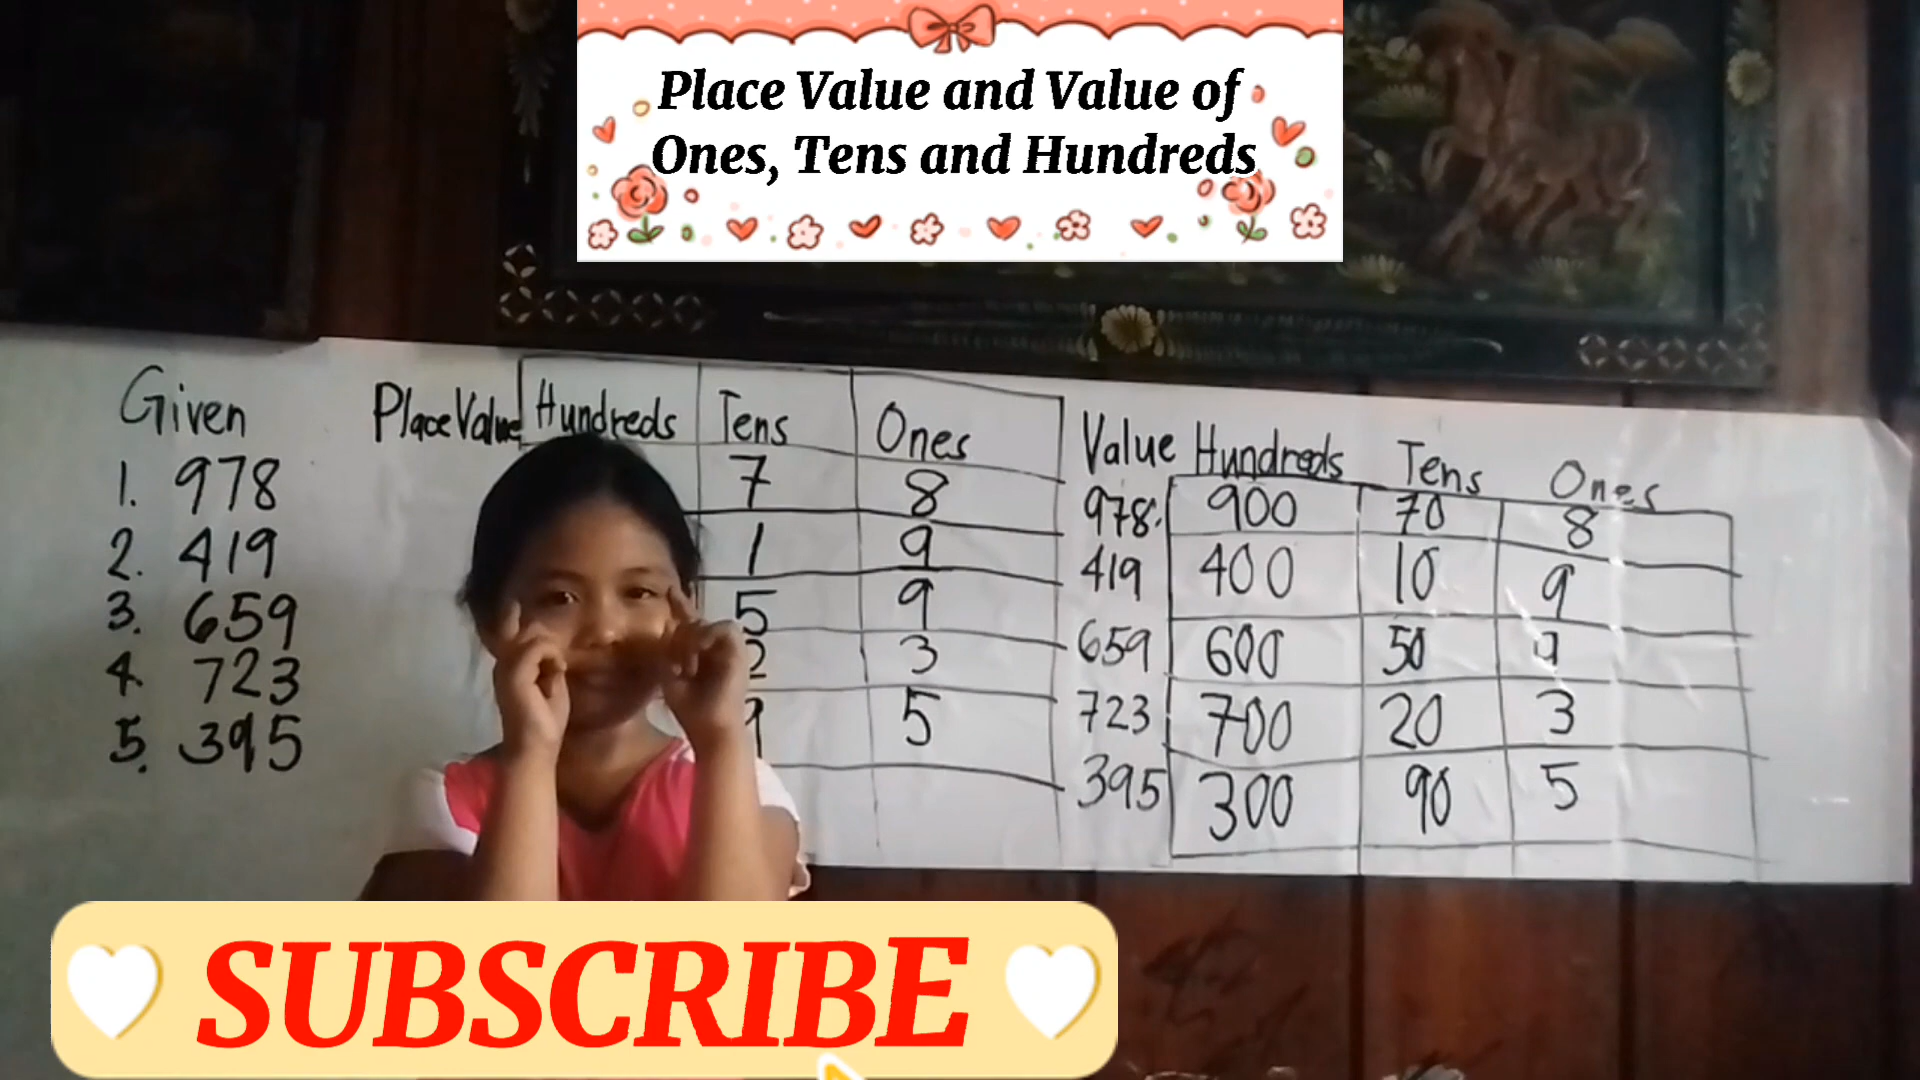 Place Value and Value of
Ones, Tens and Hundreds
Given
1. 978
2. 419
3. 659
4. 723
5. 395
Place Value Hundreds Tens Ones
7 8
1 9
5 9
2 3
9 5
Value Hundreds Tens Ones
978. 900 70 8
419 400 10 9
659 600 50 9
723 700 20 3
395 300 90 5
SUBSCRIBE